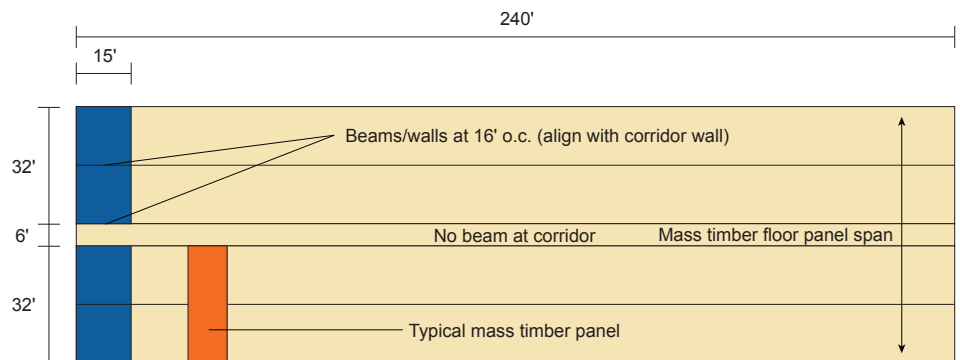 240'
15'
Beams/walls at 16' o.c. (align with corridor wall)
32'
6'
No beam at corridor
Mass timber floor panel span
32'
Typical mass timber panel